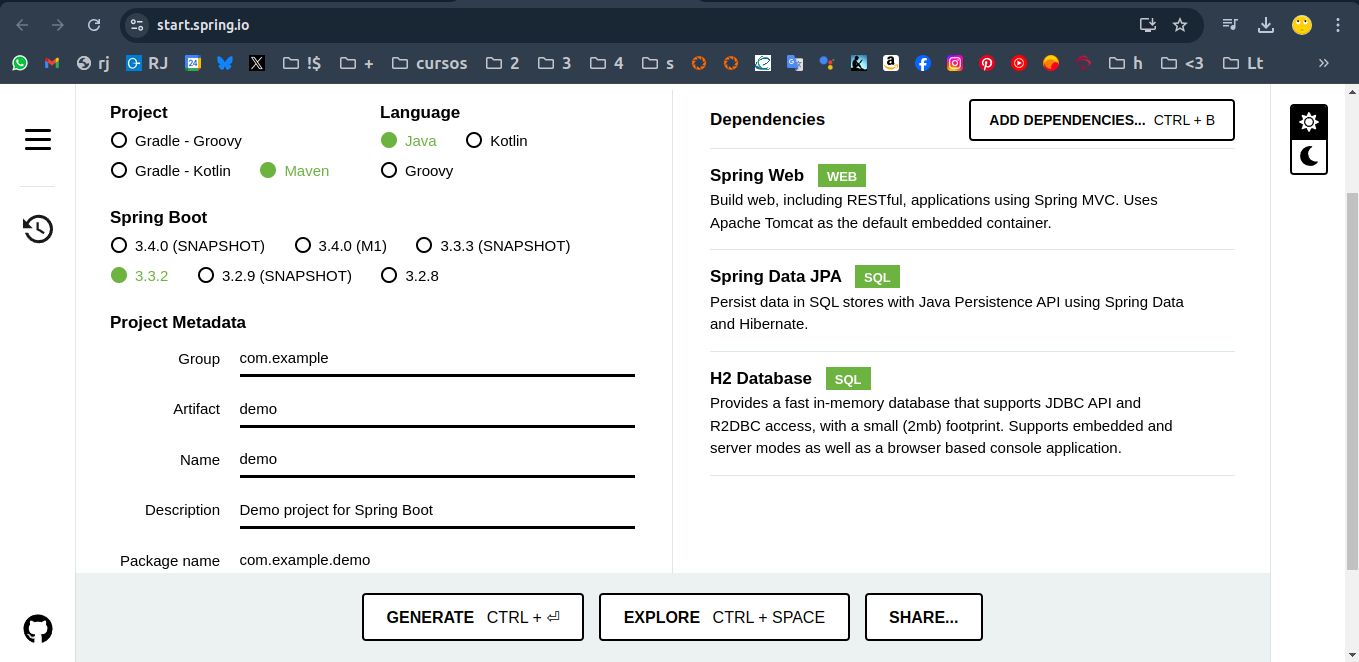 start.spring.io
rj RJ 24 !$ + cursos 2 3 4 s h <3 Lt »
Project
Gradle - Groovy
Gradle - Kotlin Maven
Language
Java Kotlin
Groovy
Spring Boot
3.4.0 (SNAPSHOT) 3.4.0 (M1) 3.3.3 (SNAPSHOT)
3.3.2 3.2.9 (SNAPSHOT) 3.2.8
Project Metadata
Group com.example
Artifact demo
Name demo
Description Demo project for Spring Boot
Package name com.example.demo
Dependencies
ADD DEPENDENCIES... CTRL + B
Spring Web WEB
Build web, including RESTful, applications using Spring MVC. Uses
Apache Tomcat as the default embedded container.
Spring Data JPA SQL
Persist data in SQL stores with Java Persistence API using Spring Data
and Hibernate.
H2 Database SQL
Provides a fast in-memory database that supports JDBC API and
R2DBC access, with a small (2mb) footprint. Supports embedded and
server modes as well as a browser based console application.
GENERATE CTRL + ⏎
EXPLORE CTRL + SPACE
SHARE...